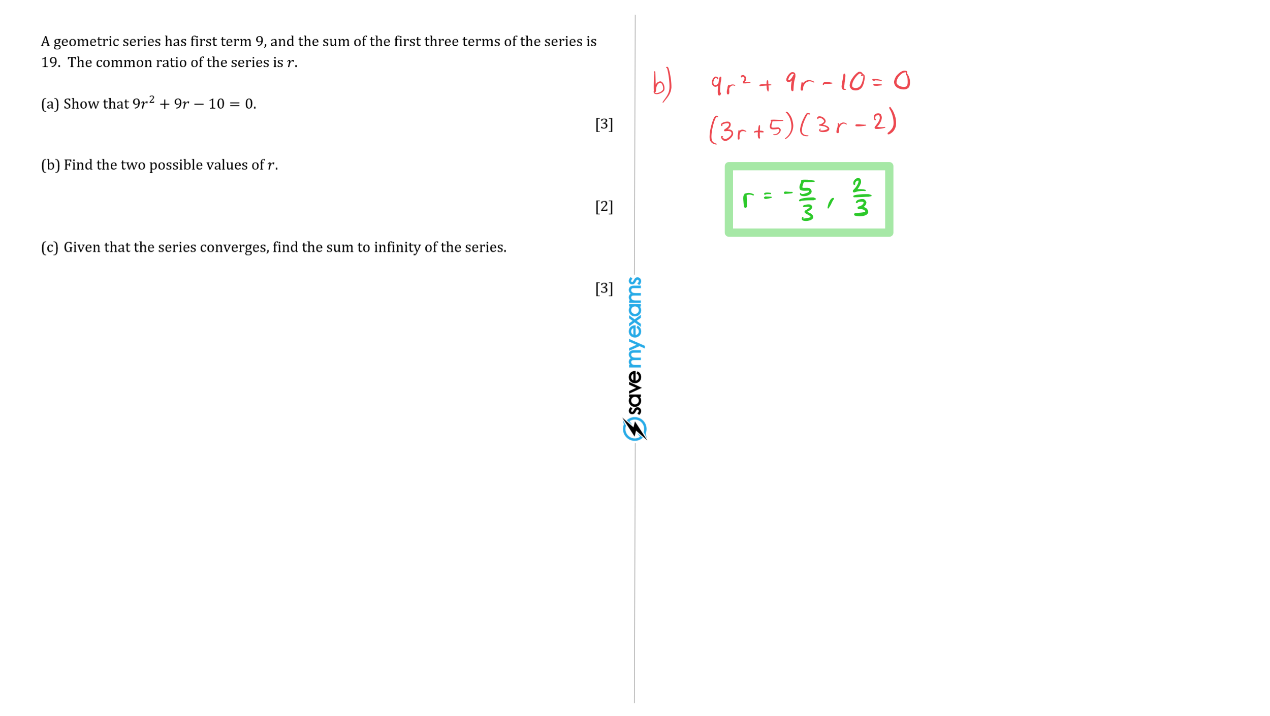 A geometric series has first term 9, and the sum of the first three terms of the series is
19. The common ratio of the series is r.
(a) Show that 9r² + 9r − 10 = 0.
[3]
(b) Find the two possible values of r.
[2]
(c) Given that the series converges, find the sum to infinity of the series.
[3]
save my exams
b) 9r² + 9r − 10 = 0
(3r + 5)(3r − 2)
r = −5/3, 2/3